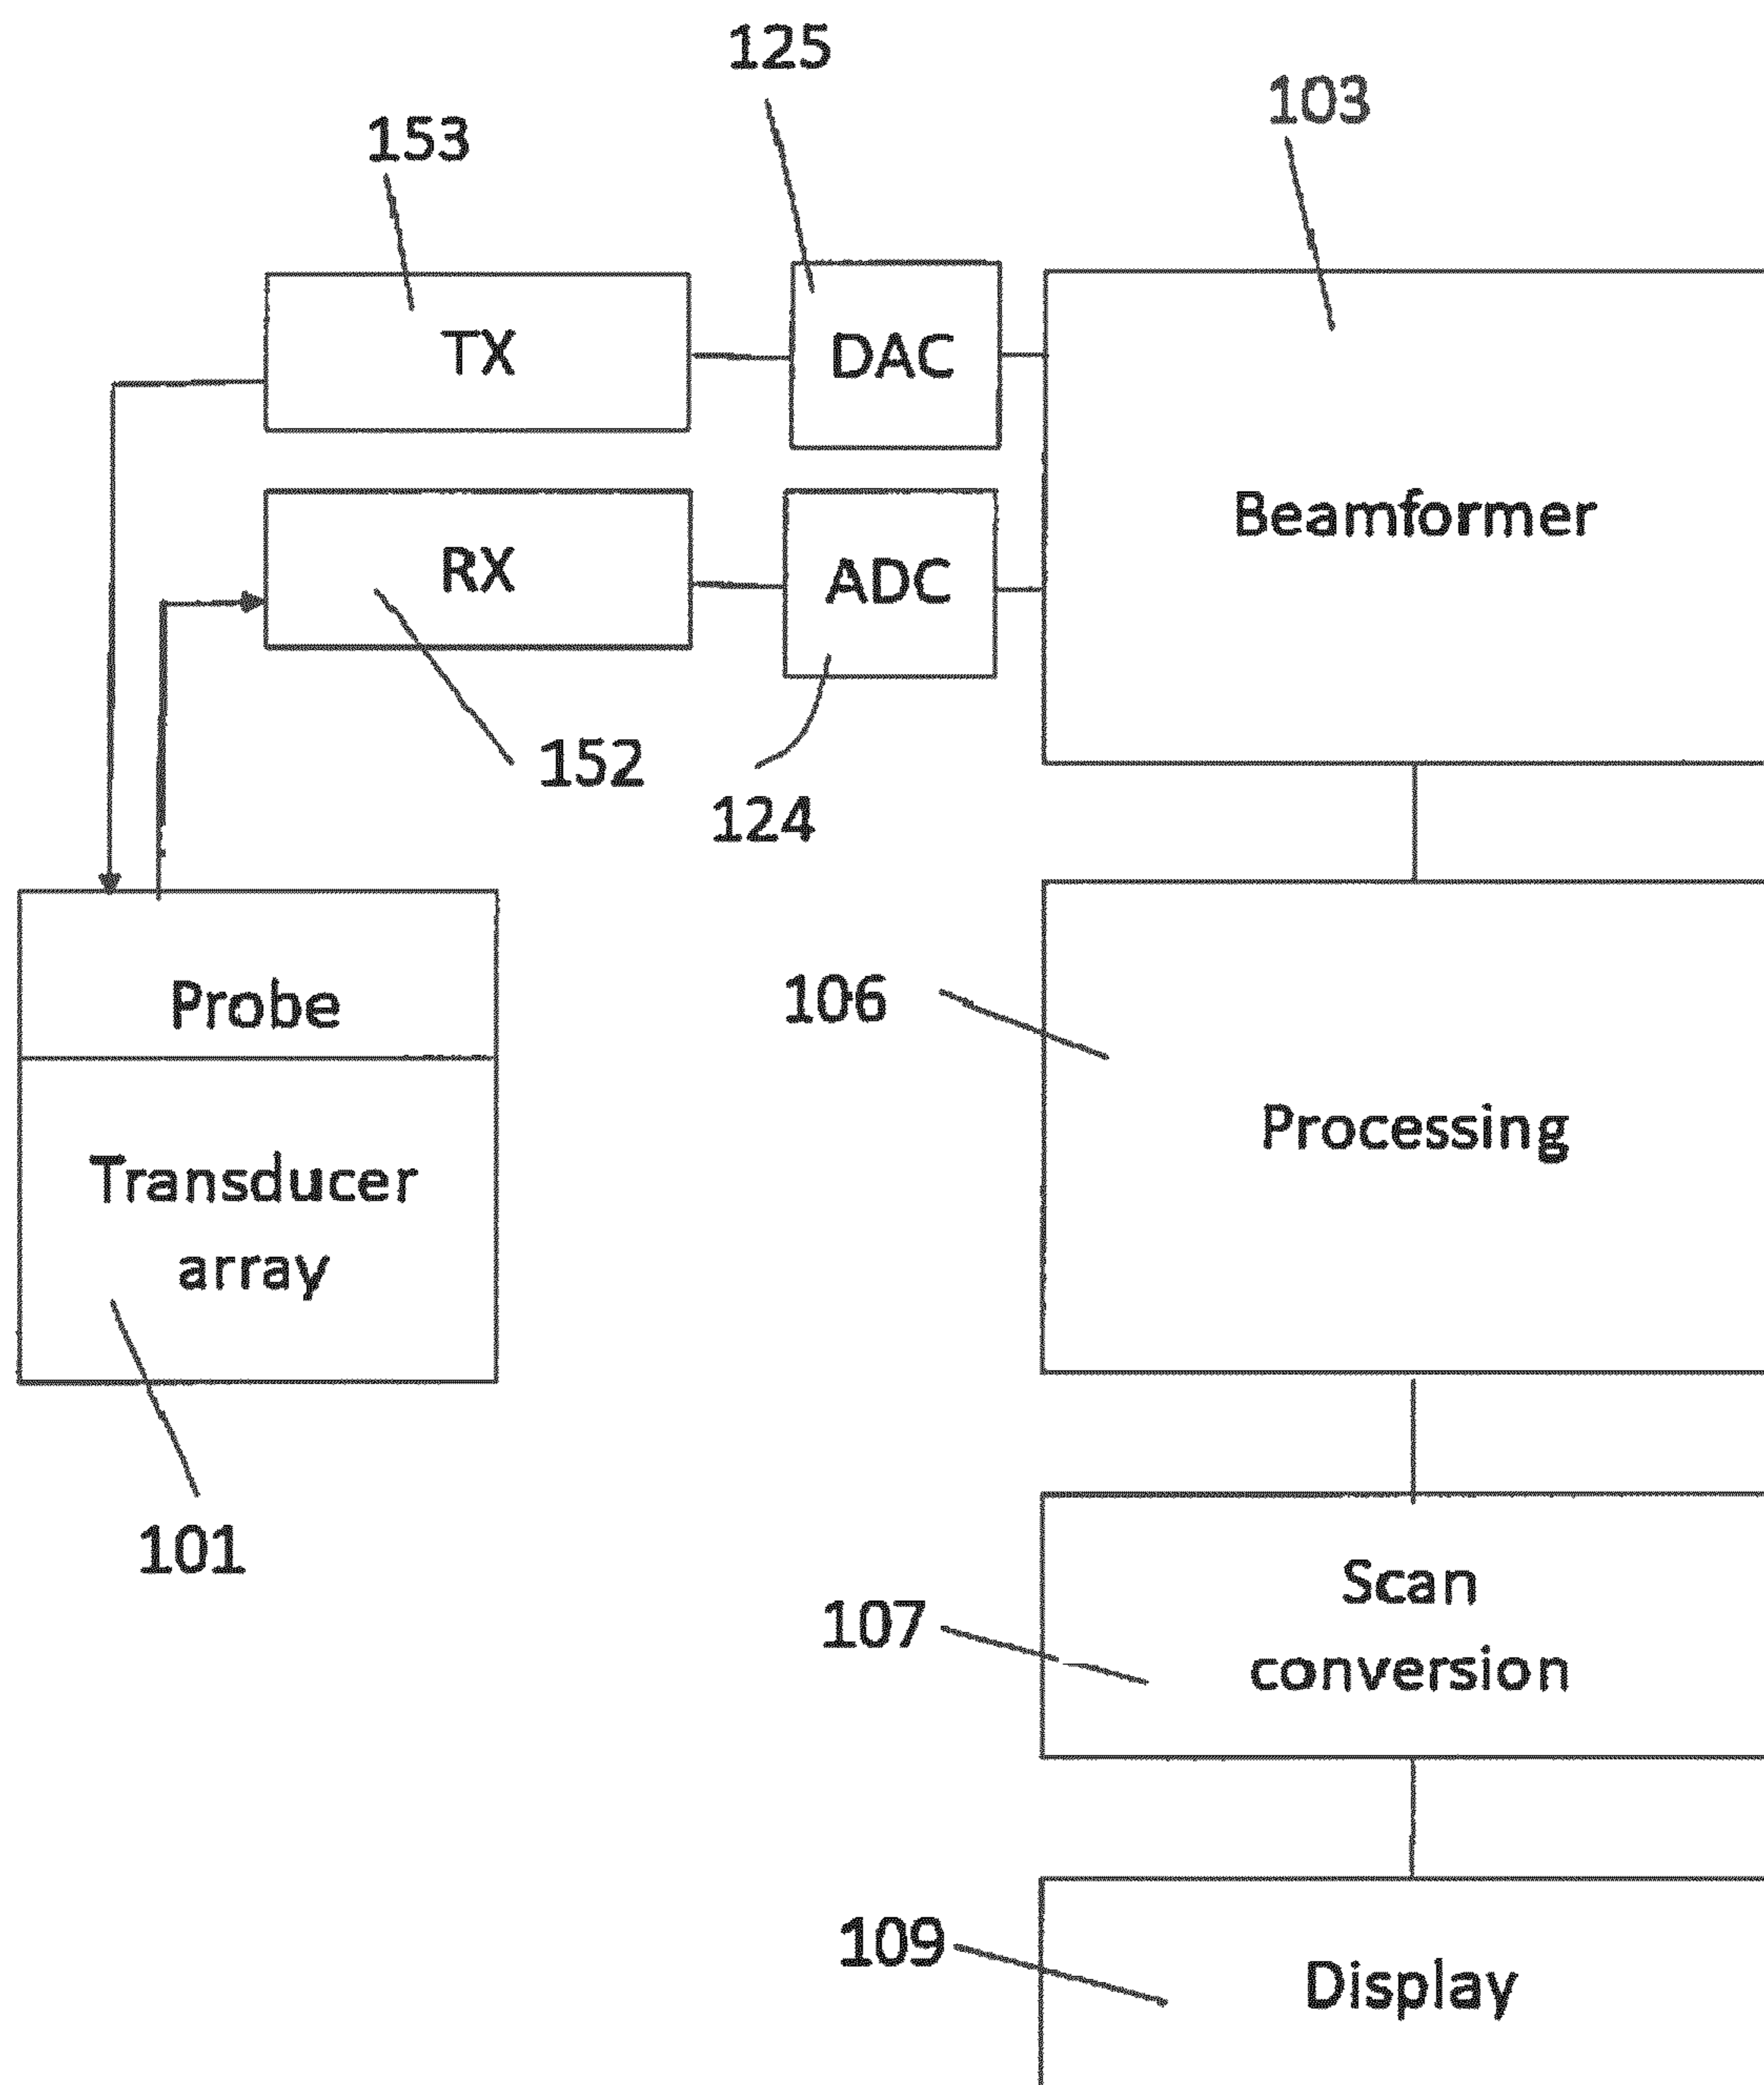 125
103
153
TX
DAC
Beamformer
RX
ADC
152
124
Probe
106
Processing
Transducer
array
101
Scan
107
conversion
109
Display